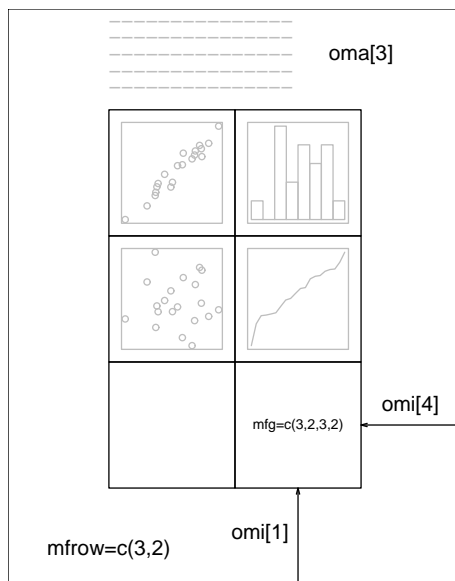 oma[3]
mfg=c(3,2,3,2)
omi[4]
omi[1]
mfrow=c(3,2)